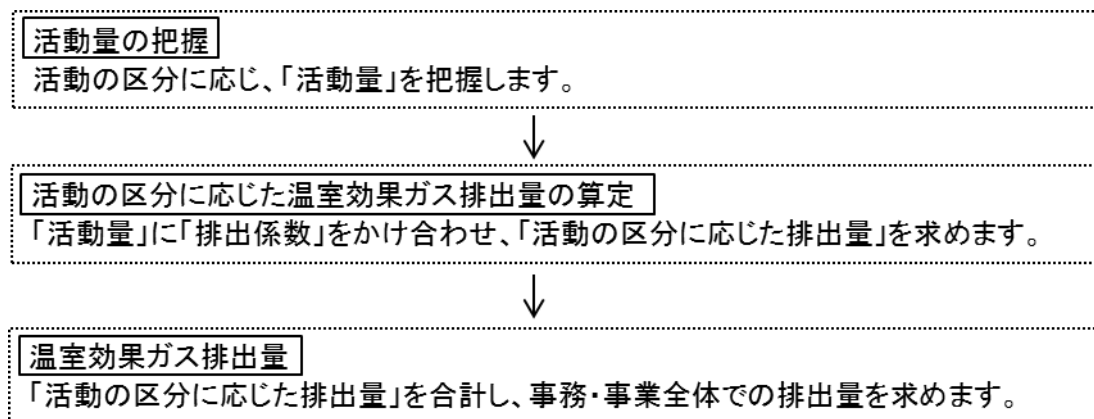 活動量の把握
活動の区分に応じ、「活動量」を把握します。
活動の区分に応じた温室効果ガス排出量の算定
「活動量」に「排出係数」をかけ合わせ、「活動の区分に応じた排出量」を求めます。
温室効果ガス排出量
「活動の区分に応じた排出量」を合計し、事務・事業全体での排出量を求めます。